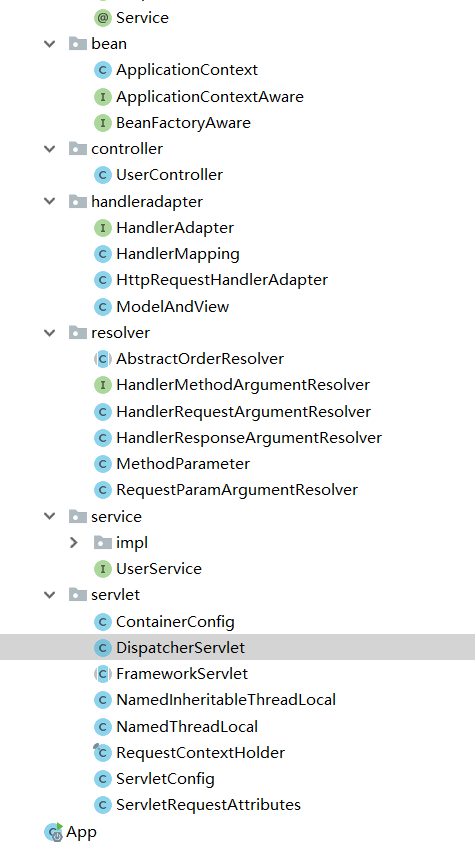 Service
bean
ApplicationContext
ApplicationContextAware
BeanFactoryAware
controller
UserController
handleradapter
HandlerAdapter
HandlerMapping
HttpRequestHandlerAdapter
ModelAndView
resolver
AbstractOrderResolver
HandlerMethodArgumentResolver
HandlerRequestArgumentResolver
HandlerResponseArgumentResolver
MethodParameter
RequestParamArgumentResolver
service
impl
UserService
servlet
ContainerConfig
DispatcherServlet
FrameworkServlet
NamedInheritableThreadLocal
NamedThreadLocal
RequestContextHolder
ServletConfig
ServletRequestAttributes
App